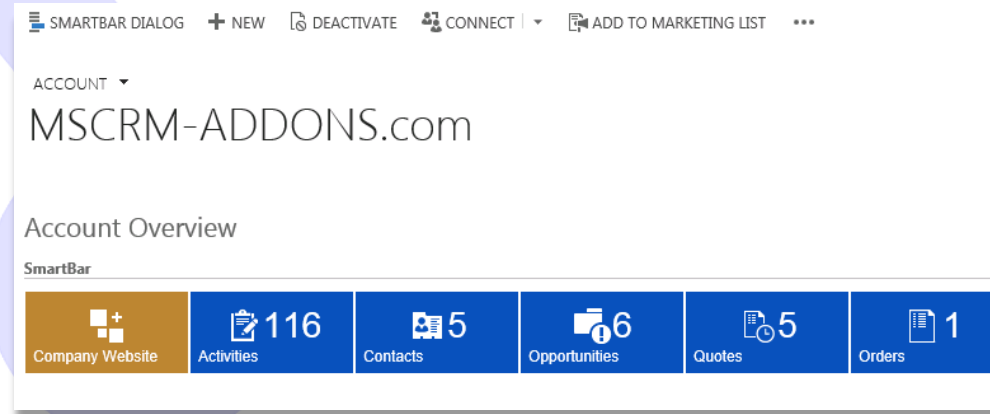 SMARTBAR DIALOG NEW DEACTIVATE CONNECT ADD TO MARKETING LIST •••
ACCOUNT
MSCRM-ADDONS.com
Account Overview
SmartBar
116 5 6 5 1
Company Website Activities Contacts Opportunities Quotes Orders